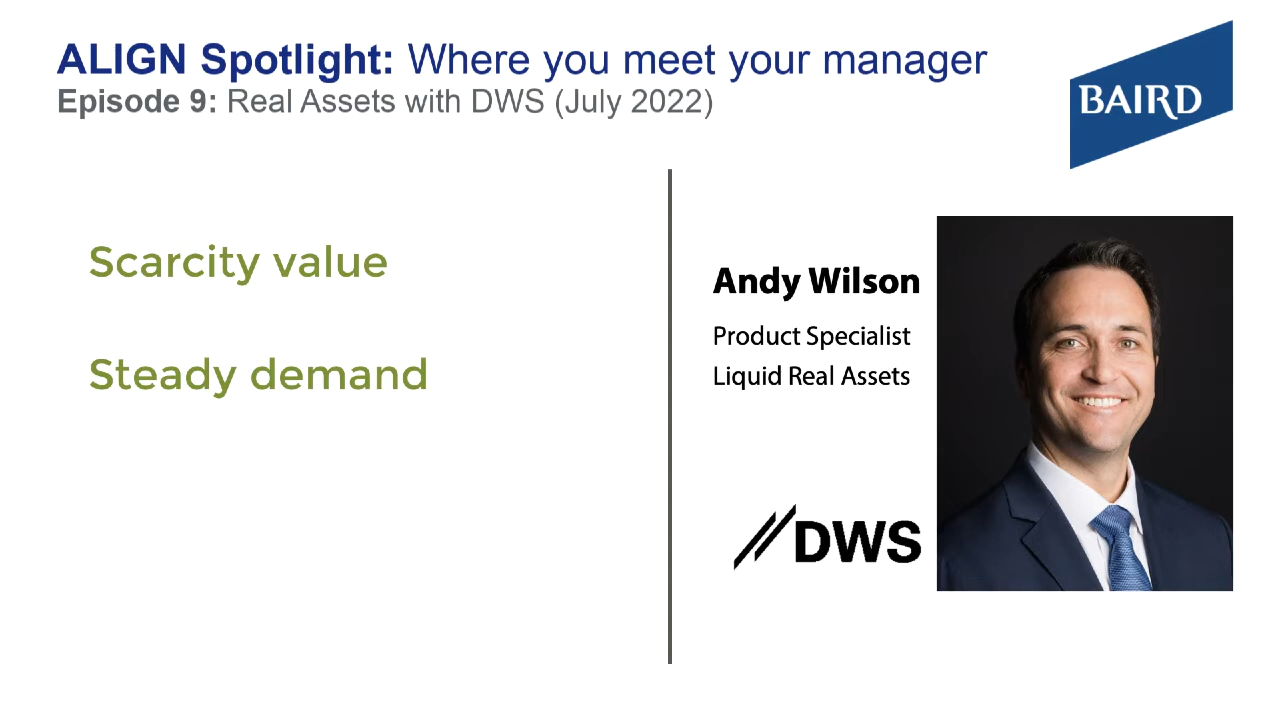 ALIGN Spotlight: Where you meet your manager
Episode 9: Real Assets with DWS (July 2022)
BAIRD
Scarcity value
Steady demand
Andy Wilson
Product Specialist
Liquid Real Assets
DWS